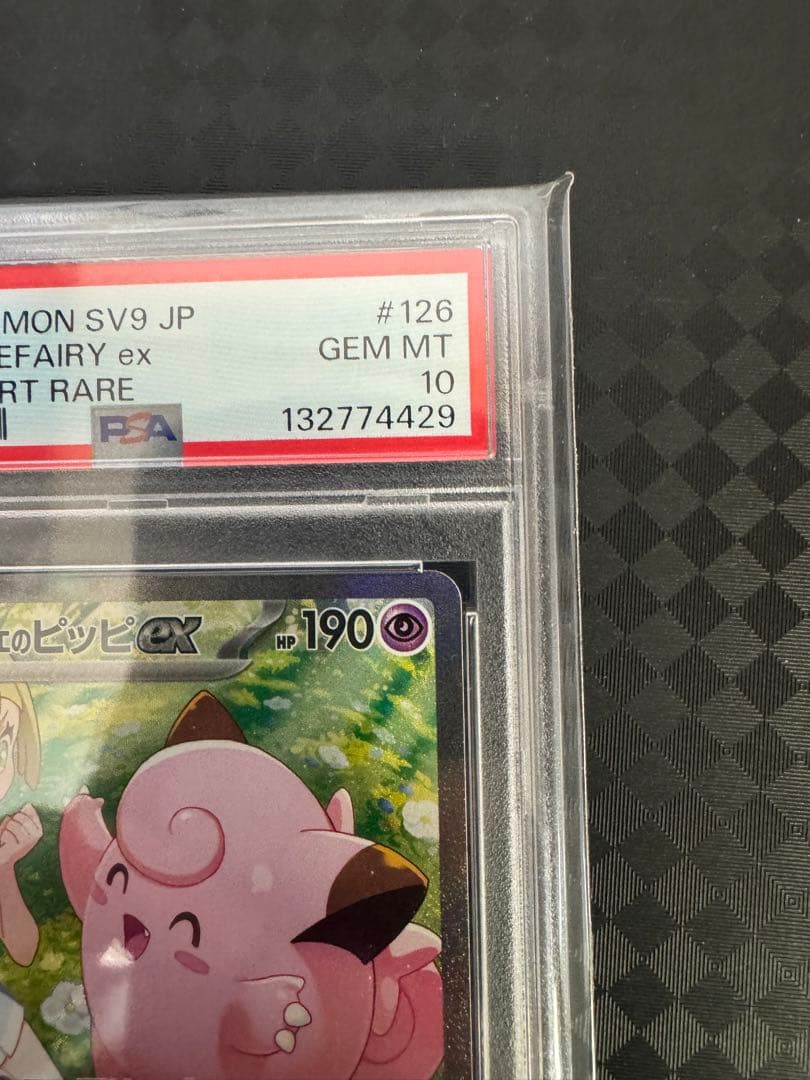 MON SV9 JP #126
EFAIRY ex GEM MT
RT RARE 10
PSA 132774429
エのピッピex HP 190